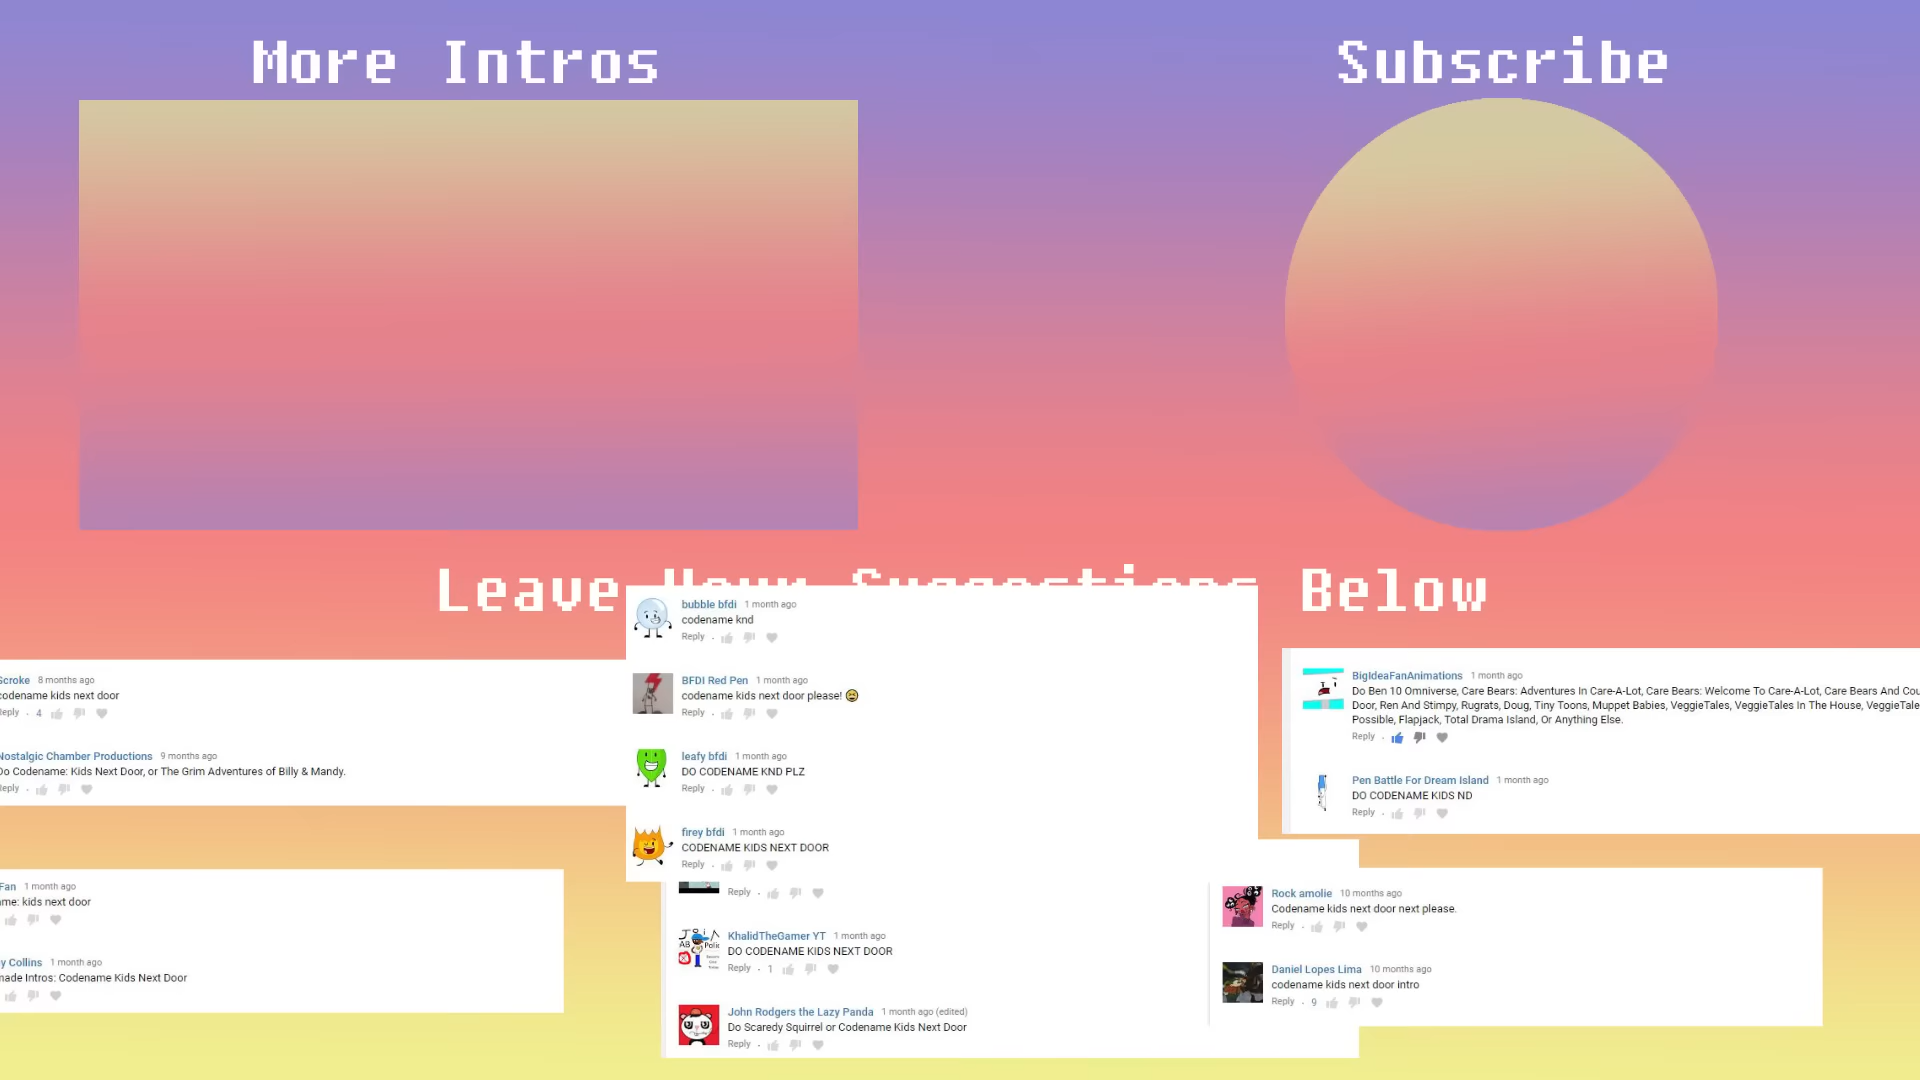 More Intros
Subscribe
Leave Your Suggestions Below
Scroke 8 months ago
codename kids next door
Reply 4
Nostalgic Chamber Productions 9 months ago
Do Codename: Kids Next Door, or The Grim Adventures of Billy & Mandy.
Reply
Fan 1 month ago
ame: kids next door
y Collins 1 month ago
made Intros: Codename Kids Next Door
bubble bfdi 1 month ago
codename knd
Reply
BFDI Red Pen 1 month ago
codename kids next door please! 😆
Reply
leafy bfdi 1 month ago
DO CODENAME KND PLZ
Reply
firey bfdi 1 month ago
CODENAME KIDS NEXT DOOR
Reply
Reply
KhalidTheGamer YT 1 month ago
DO CODENAME KIDS NEXT DOOR
Reply 1
John Rodgers the Lazy Panda 1 month ago (edited)
Do Scaredy Squirrel or Codename Kids Next Door
Reply
BigIdeaFanAnimations 1 month ago
Do Ben 10 Omniverse, Care Bears: Adventures In Care-A-Lot, Care Bears: Welcome To Care-A-Lot, Care Bears And Cou
Door, Ren And Stimpy, Rugrats, Doug, Tiny Toons, Muppet Babies, VeggieTales, VeggieTales In The House, VeggieTale
Possible, Flapjack, Total Drama Island, Or Anything Else.
Reply
Pen Battle For Dream Island 1 month ago
DO CODENAME KIDS ND
Reply
Rock amolie 10 months ago
Codename kids next door next please.
Reply
Daniel Lopes Lima 10 months ago
codename kids next door intro
Reply 9